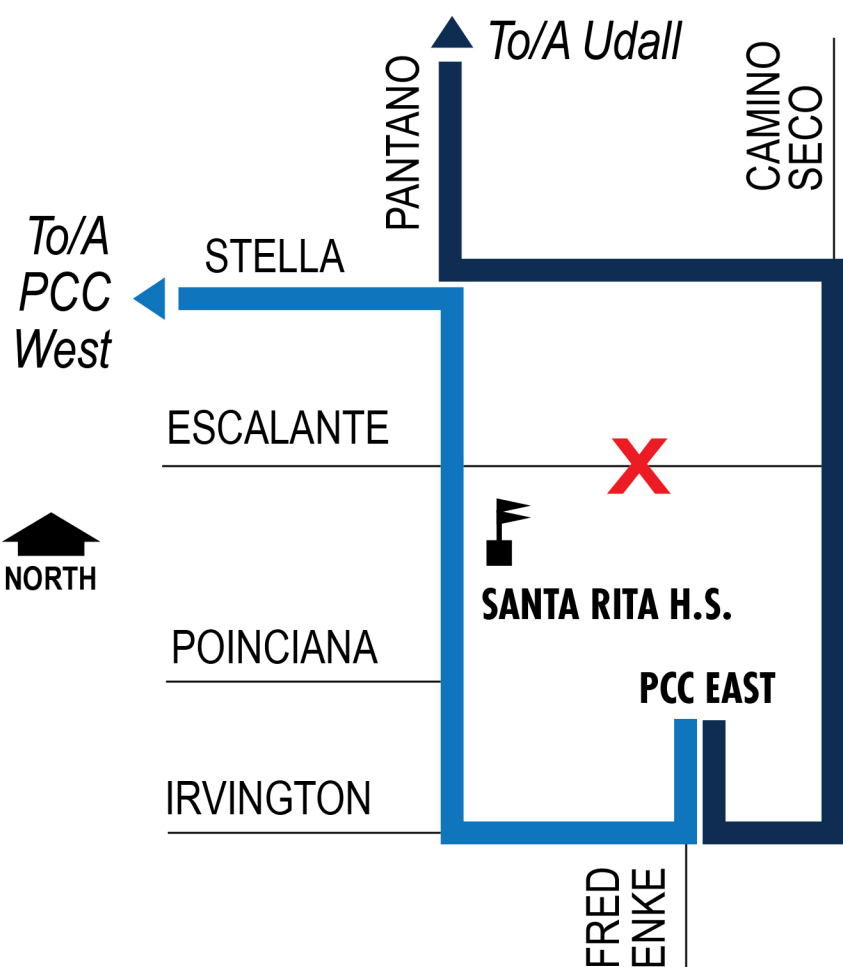 To/A Udall
PANTANO
CAMINO
SECO
To/A
PCC
West
STELLA
ESCALANTE
X
NORTH
SANTA RITA H.S.
POINCIANA
PCC EAST
IRVINGTON
FRED
ENKE